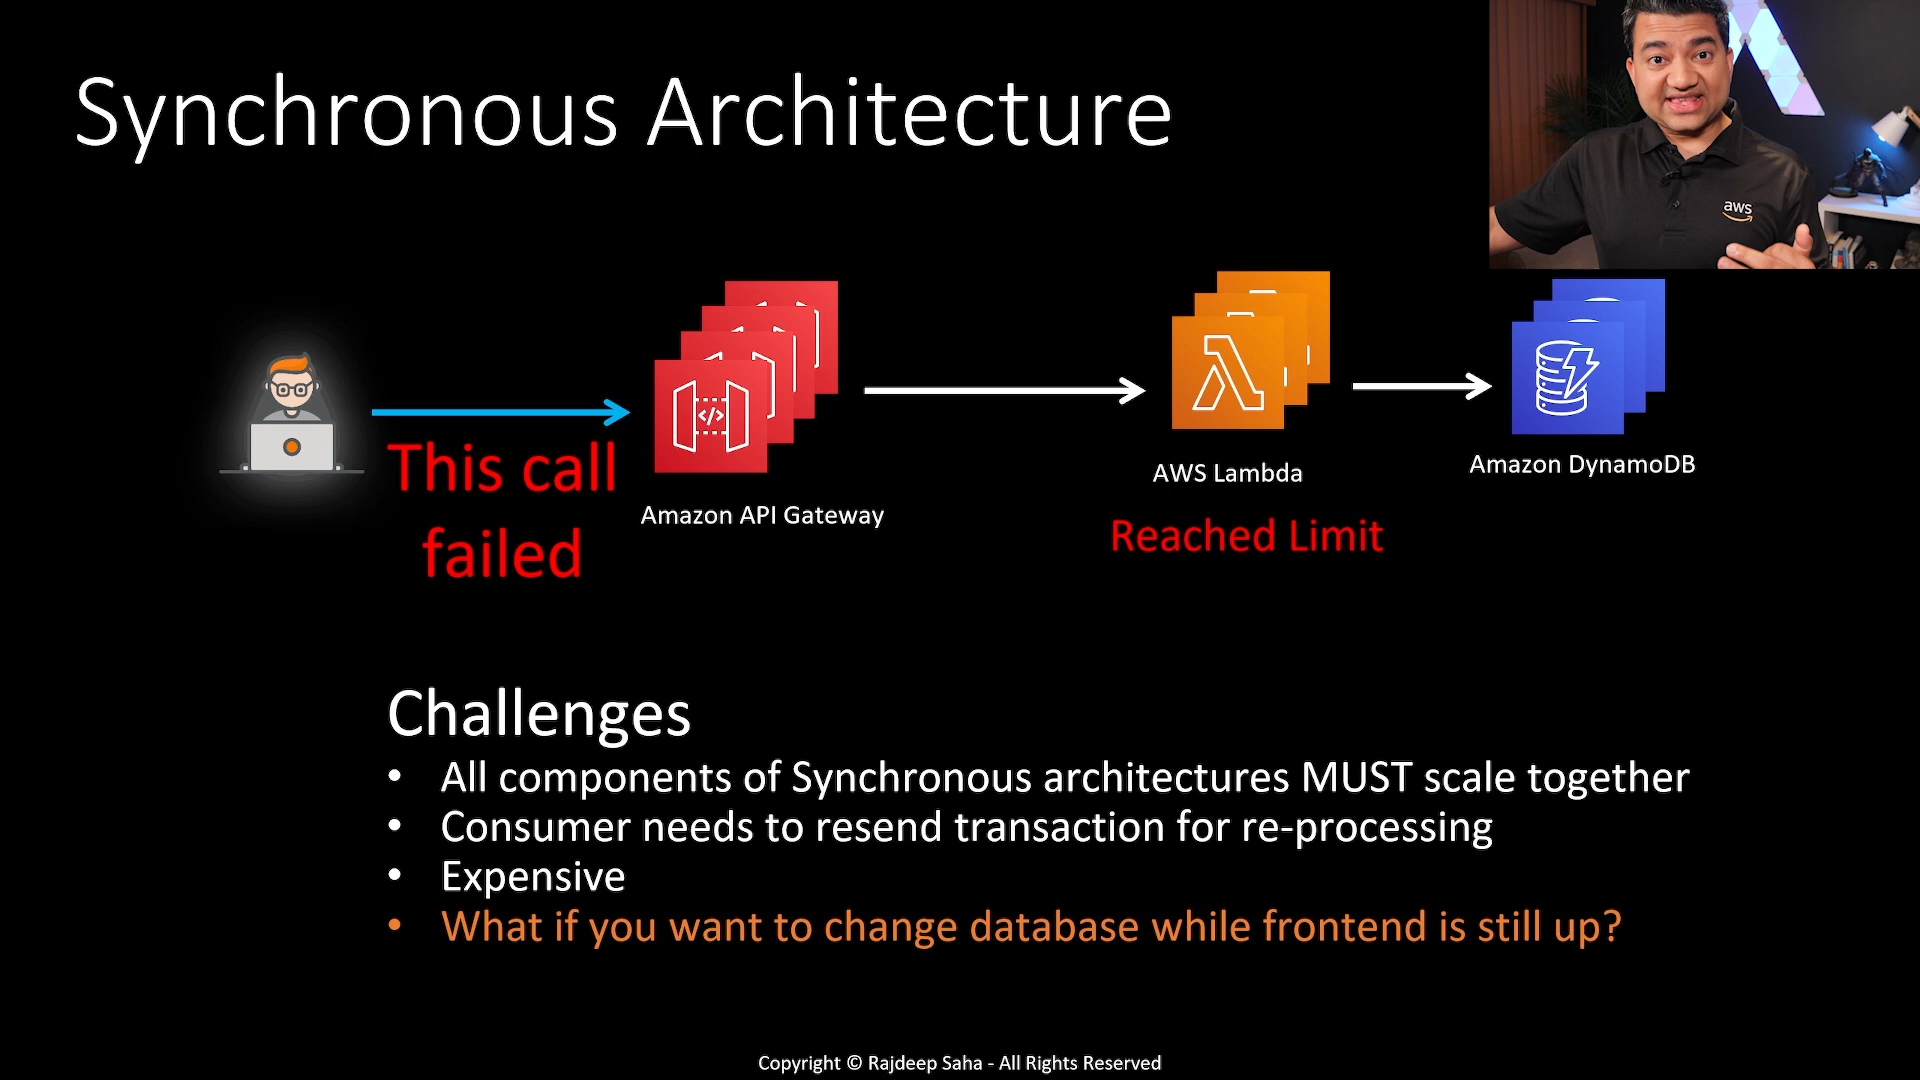 Synchronous Architecture
aws
This call
failed
Amazon API Gateway
AWS Lambda
Reached Limit
Amazon DynamoDB
Challenges
• All components of Synchronous architectures MUST scale together
• Consumer needs to resend transaction for re-processing
• Expensive
• What if you want to change database while frontend is still up?
Copyright © Rajdeep Saha - All Rights Reserved